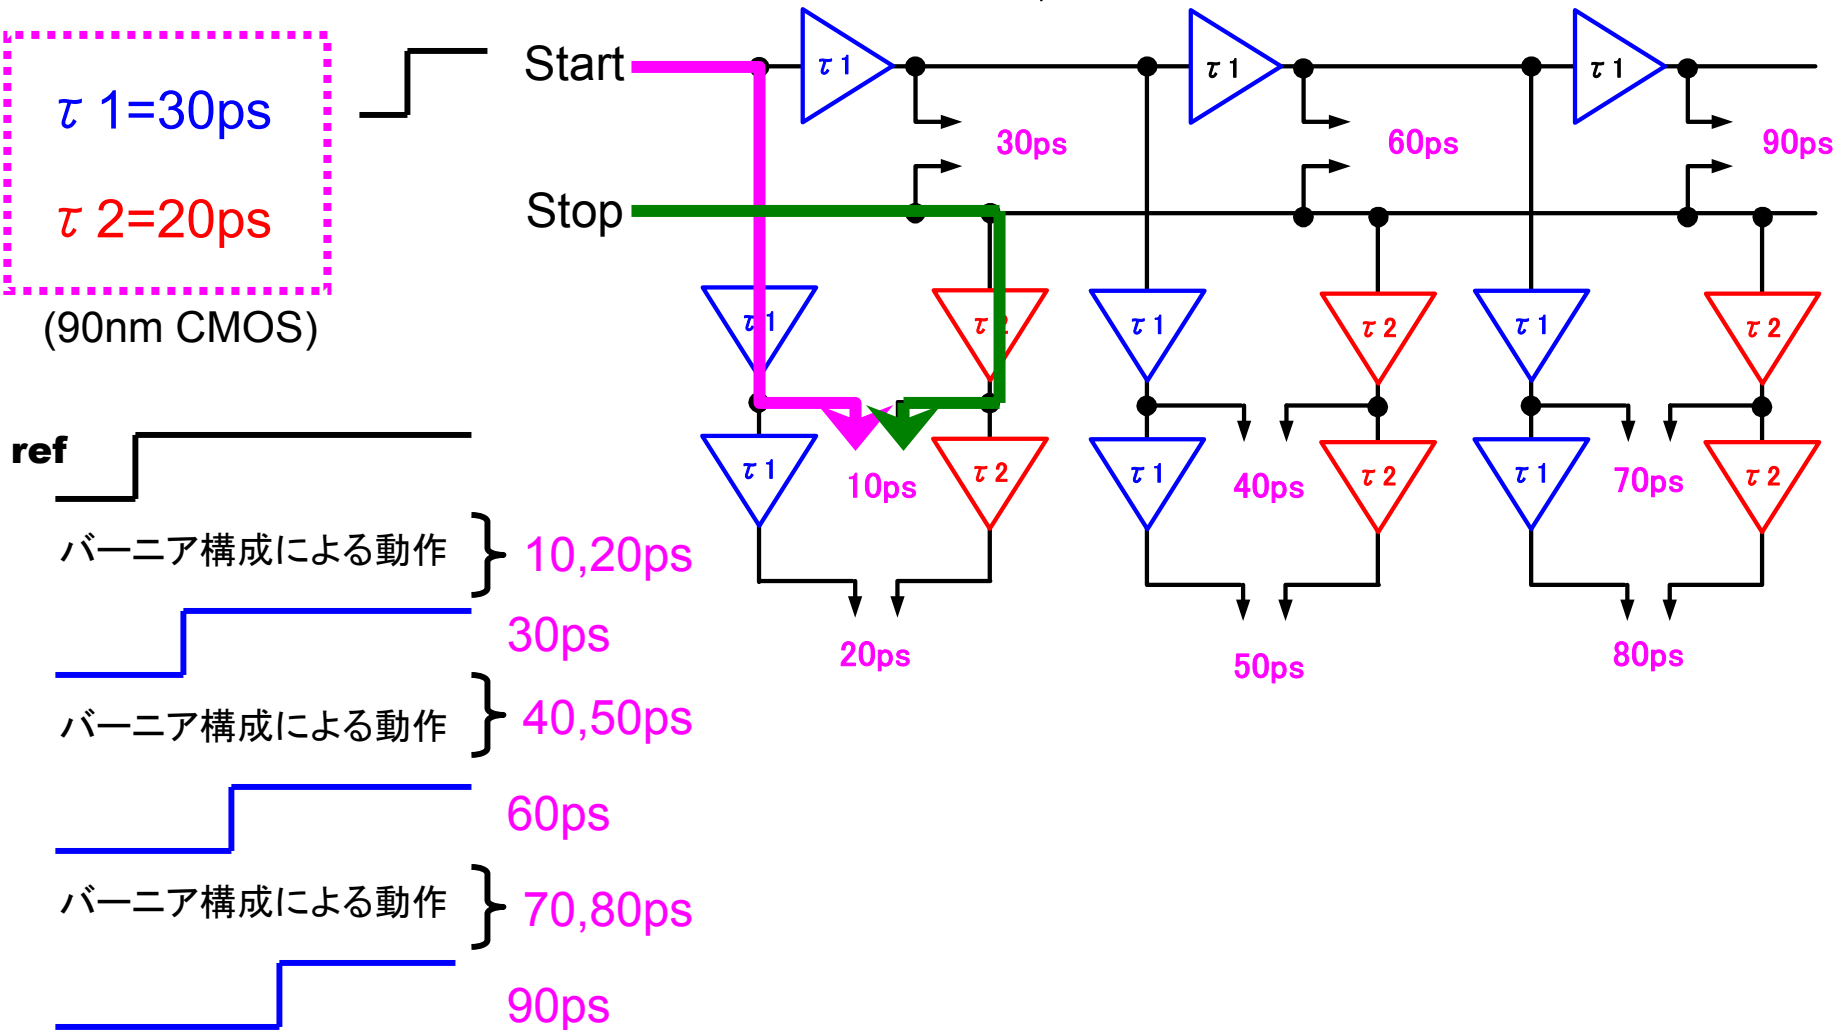 τ 1=30ps
τ 2=20ps
(90nm CMOS)
Start
Stop
τ 1
τ 1
τ 1
30ps
60ps
90ps
τ 1
τ 2
τ 1
τ 2
τ 1
τ 2
τ 1
τ 2
τ 1
τ 2
τ 1
τ 2
10ps
40ps
70ps
20ps
50ps
80ps
ref
バーニア構成による動作
10,20ps
30ps
バーニア構成による動作
40,50ps
60ps
バーニア構成による動作
70,80ps
90ps